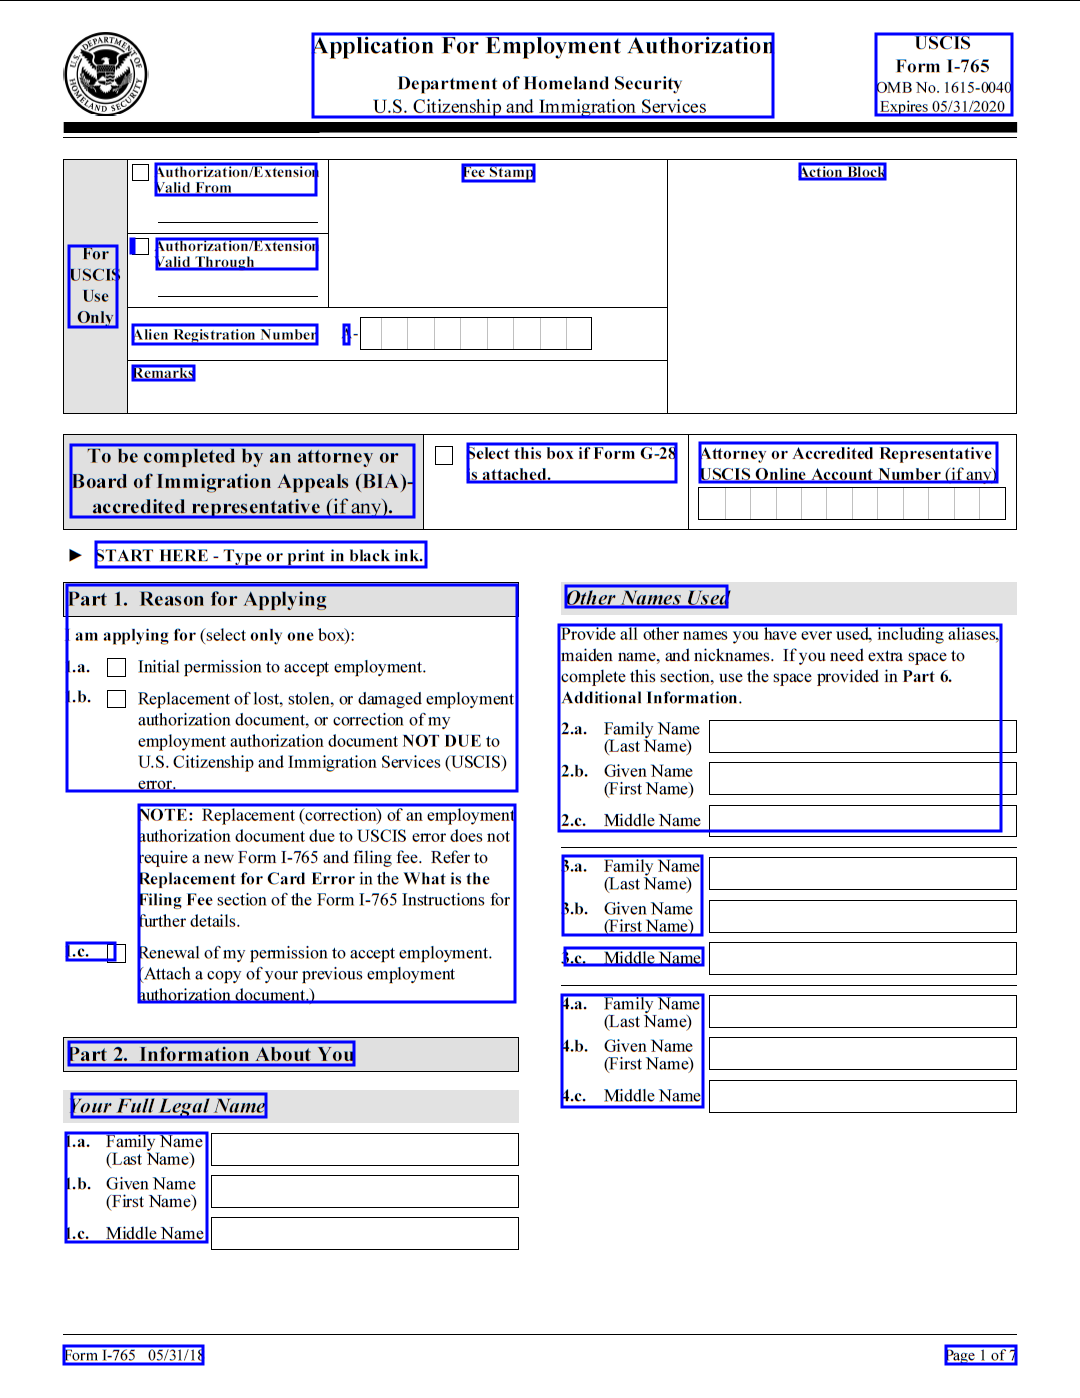 U.S. DEPARTMENT OF HOMELAND SECURITY
Application For Employment Authorization
Department of Homeland Security
U.S. Citizenship and Immigration Services
USCIS
Form I-765
OMB No. 1615-0040
Expires 05/31/2020
For
USCIS
Use
Only
Authorization/Extension
Valid From
Authorization/Extension
Valid Through
Fee Stamp
Action Block
Alien Registration Number A-
Remarks
To be completed by an attorney or
Board of Immigration Appeals (BIA)-
accredited representative (if any).
Select this box if Form G-28
is attached.
Attorney or Accredited Representative
USCIS Online Account Number (if any)
► START HERE - Type or print in black ink.
Part 1. Reason for Applying
I am applying for (select only one box):
1.a. Initial permission to accept employment.
1.b. Replacement of lost, stolen, or damaged employment
authorization document, or correction of my
employment authorization document NOT DUE to
U.S. Citizenship and Immigration Services (USCIS)
error.
NOTE: Replacement (correction) of an employment
authorization document due to USCIS error does not
require a new Form I-765 and filing fee. Refer to
Replacement for Card Error in the What is the
Filing Fee section of the Form I-765 Instructions for
further details.
1.c. Renewal of my permission to accept employment.
(Attach a copy of your previous employment
authorization document.)
Part 2. Information About You
Your Full Legal Name
1.a. Family Name
(Last Name)
1.b. Given Name
(First Name)
1.c. Middle Name
Other Names Used
Provide all other names you have ever used, including aliases,
maiden name, and nicknames. If you need extra space to
complete this section, use the space provided in Part 6.
Additional Information.
2.a. Family Name
(Last Name)
2.b. Given Name
(First Name)
2.c. Middle Name
3.a. Family Name
(Last Name)
3.b. Given Name
(First Name)
3.c. Middle Name
4.a. Family Name
(Last Name)
4.b. Given Name
(First Name)
4.c. Middle Name
Form I-765 05/31/18
Page 1 of 7